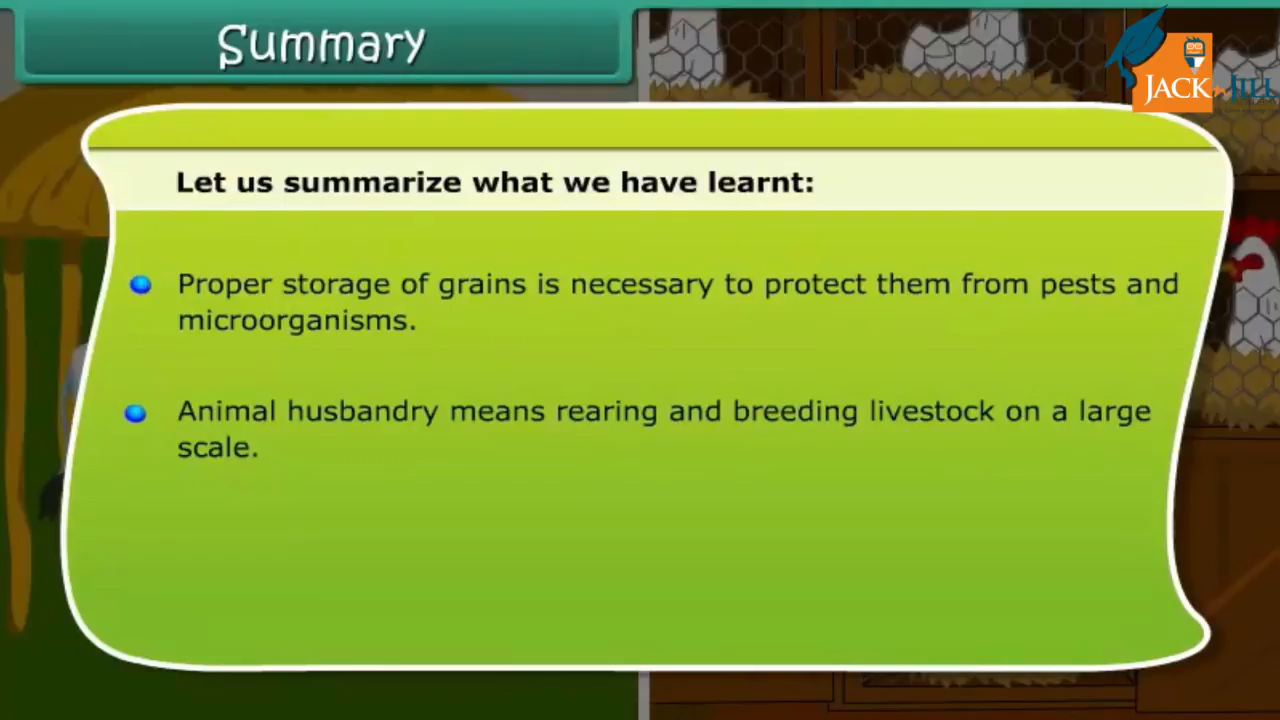 Summary
JACK n JILL
Let us summarize what we have learnt:
Proper storage of grains is necessary to protect them from pests and
microorganisms.
Animal husbandry means rearing and breeding livestock on a large
scale.